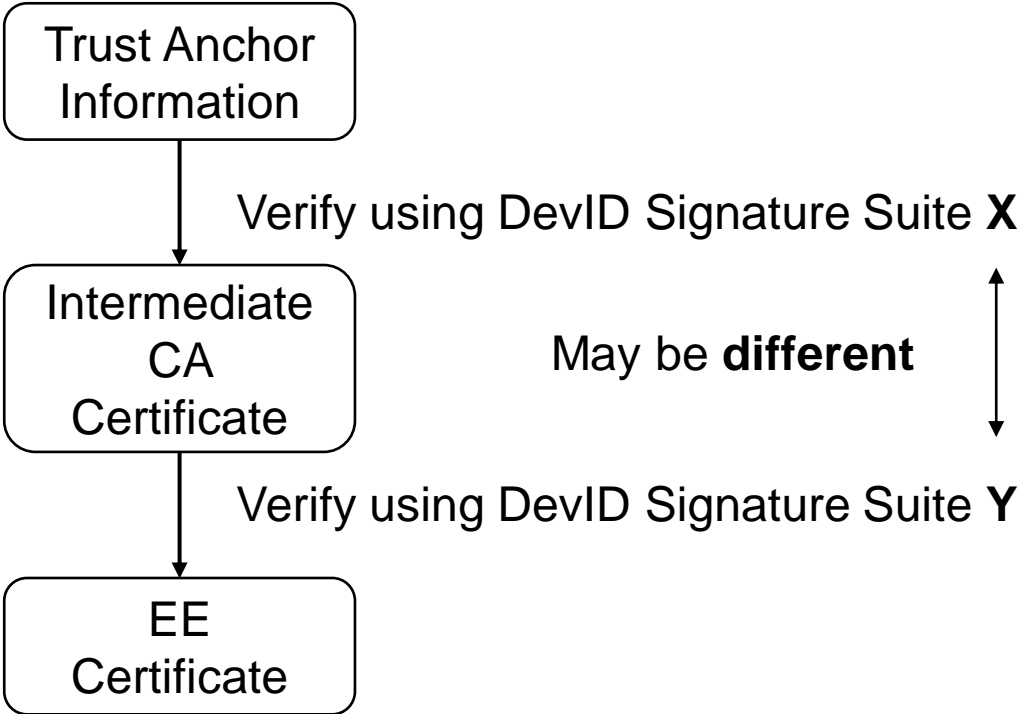 Trust Anchor
Information
Verify using DevID Signature Suite X
Intermediate
CA
Certificate
May be different
Verify using DevID Signature Suite Y
EE
Certificate